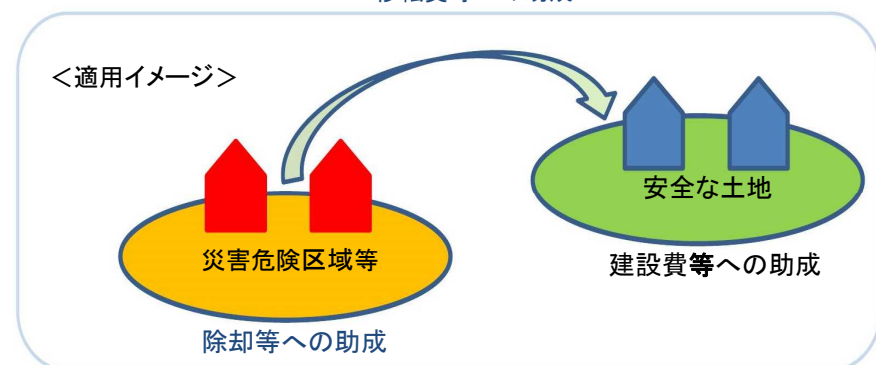 ＜適用イメージ＞
安全な土地
災害危険区域等
建設費等への助成
除却等への助成